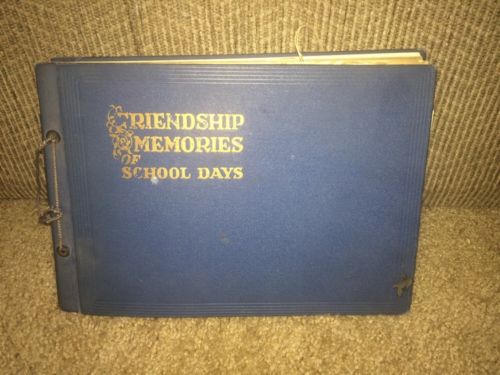 FRIENDSHIP
MEMORIES
OF
SCHOOL DAYS